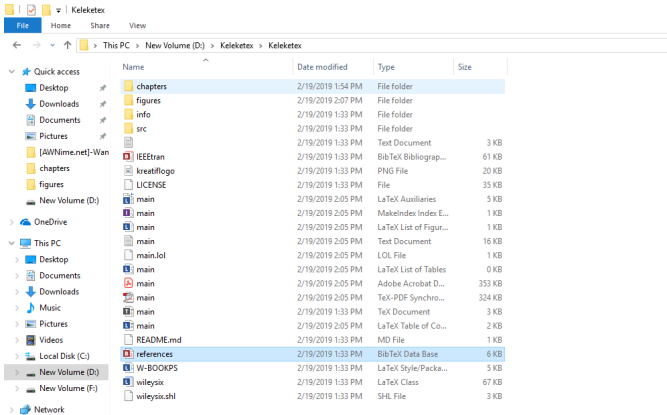 Keleketex
File Home Share View
This PC > New Volume (D:) > Keleketex > Keleketex
Name Date modified Type Size
Quick access
Desktop
Downloads
Documents
Pictures
[AWNime.net]-Wan
chapters
figures
New Volume (D:)
OneDrive
This PC
Desktop
Documents
Downloads
Music
Pictures
Videos
Local Disk (C:)
New Volume (D:)
New Volume (F:)
Network
chapters 2/19/2019 1:54 PM File folder
figures 2/19/2019 2:07 PM File folder
info 2/19/2019 1:33 PM File folder
src 2/19/2019 1:33 PM File folder
2/19/2019 1:33 PM Text Document 3 KB
IEEEtran 2/19/2019 1:33 PM BibTeX Bibliograp... 61 KB
kreatiflogo 2/19/2019 1:33 PM PNG File 20 KB
LICENSE 2/19/2019 1:33 PM File 35 KB
main 2/19/2019 2:05 PM LaTeX Auxiliaries 5 KB
main 2/19/2019 2:05 PM MakeIndex Index E... 1 KB
main 2/19/2019 2:05 PM LaTeX List of Figur... 1 KB
main 2/19/2019 2:05 PM Text Document 16 KB
main.lol 2/19/2019 2:05 PM LOL File 1 KB
main 2/19/2019 2:05 PM LaTeX List of Tables 0 KB
main 2/19/2019 2:05 PM Adobe Acrobat D... 353 KB
main 2/19/2019 2:05 PM TeX-PDF Synchro... 324 KB
main 2/19/2019 1:33 PM TeX Document 3 KB
main 2/19/2019 2:05 PM LaTeX Table of Co... 2 KB
README.md 2/19/2019 1:33 PM MD File 1 KB
references 2/19/2019 1:33 PM BibTeX Data Base 6 KB
W-BOOKPS 2/19/2019 1:33 PM LaTeX Style/Packa... 5 KB
wileysix 2/19/2019 1:33 PM LaTeX Class 67 KB
wileysix.shl 2/19/2019 1:33 PM SHL File 3 KB